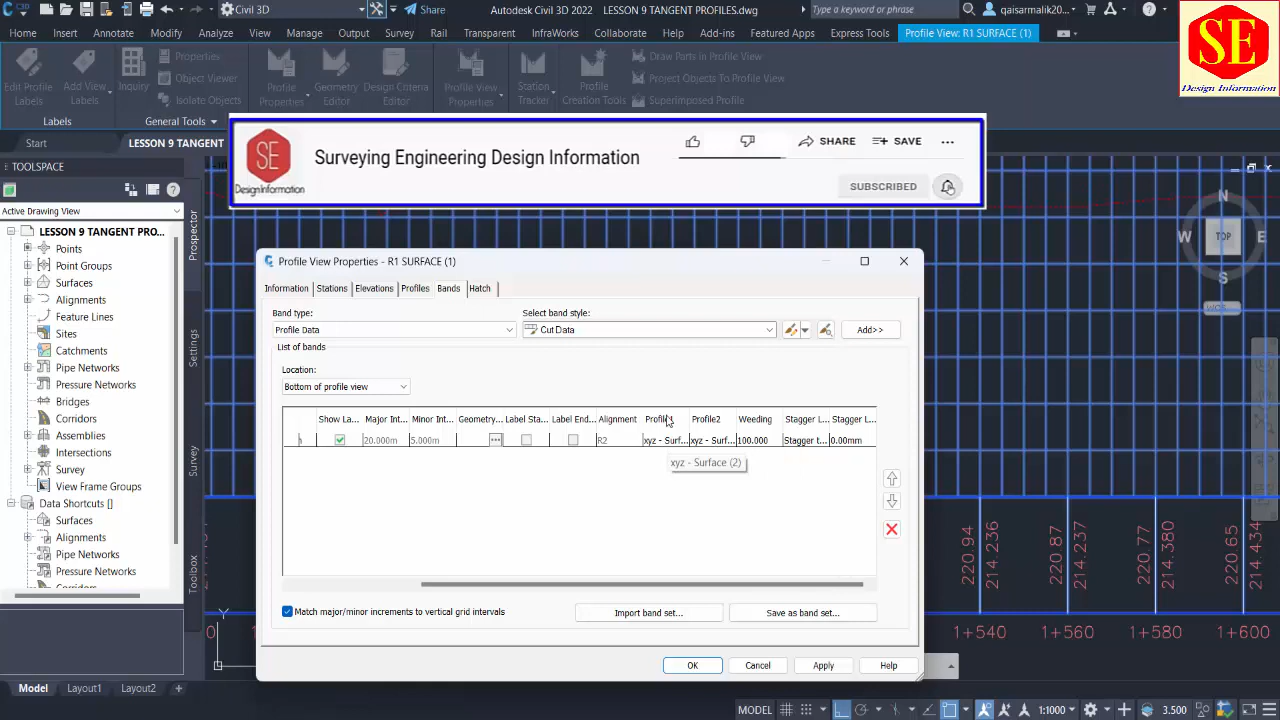 Civil 3D
Share
Autodesk Civil 3D 2022 LESSON 9 TANGENT PROFILES.dwg
Type a keyword or phrase
qaisarmalik20...
SE
Design Information
Home Insert Annotate Modify Analyze View Manage Output Survey Rail Transparent InfraWorks Collaborate Help Add-ins Featured Apps Express Tools Profile View: R1 SURFACE (1)
Edit Profile Labels
Add View Labels
Inquiry
Properties
Object Viewer
Isolate Objects
Profile Properties
Geometry Editor
Design Criteria Editor
Profile View Properties
Station Tracker
Profile Creation Tools
Draw Parts in Profile View
Project Objects To Profile View
Superimposed Profile
Labels
General Tools
Start
LESSON 9 TANGENT
SE
Design Information
Surveying Engineering Design Information
SHARE
SAVE
SUBSCRIBED
TOOLSPACE
Active Drawing View
LESSON 9 TANGENT PRO...
Points
Point Groups
Surfaces
Alignments
Feature Lines
Sites
Catchments
Pipe Networks
Pressure Networks
Bridges
Corridors
Assemblies
Intersections
Survey
View Frame Groups
Data Shortcuts []
Surfaces
Alignments
Pipe Networks
Pressure Networks
Corridors
Prospector
Settings
Survey
Toolbox
N
W TOP E
S
WCS
Profile View Properties - R1 SURFACE (1)
Information Stations Elevations Profiles Bands Hatch
Band type:
Select band style:
Profile Data
Cut Data
Add>>
List of bands
Location:
Bottom of profile view
Show La... Major Int... Minor Int... Geometry... Label Sta... Label End... Alignment Profile1 Profile2 Weeding Stagger L... Stagger L...
20.000m 5.000m R2 xyz - Surf... xyz - Surf... 100.000 Stagger t... 0.00mm
xyz - Surface (2)
Match major/minor increments to vertical grid intervals
Import band set...
Save as band set...
OK
Cancel
Apply
Help
220.94
214.236
220.87
214.237
220.77
214.380
220.65
214.434
1+540
1+560
1+580
1+600
Y
X
Model Layout1 Layout2 +
MODEL
1:1000
3.500